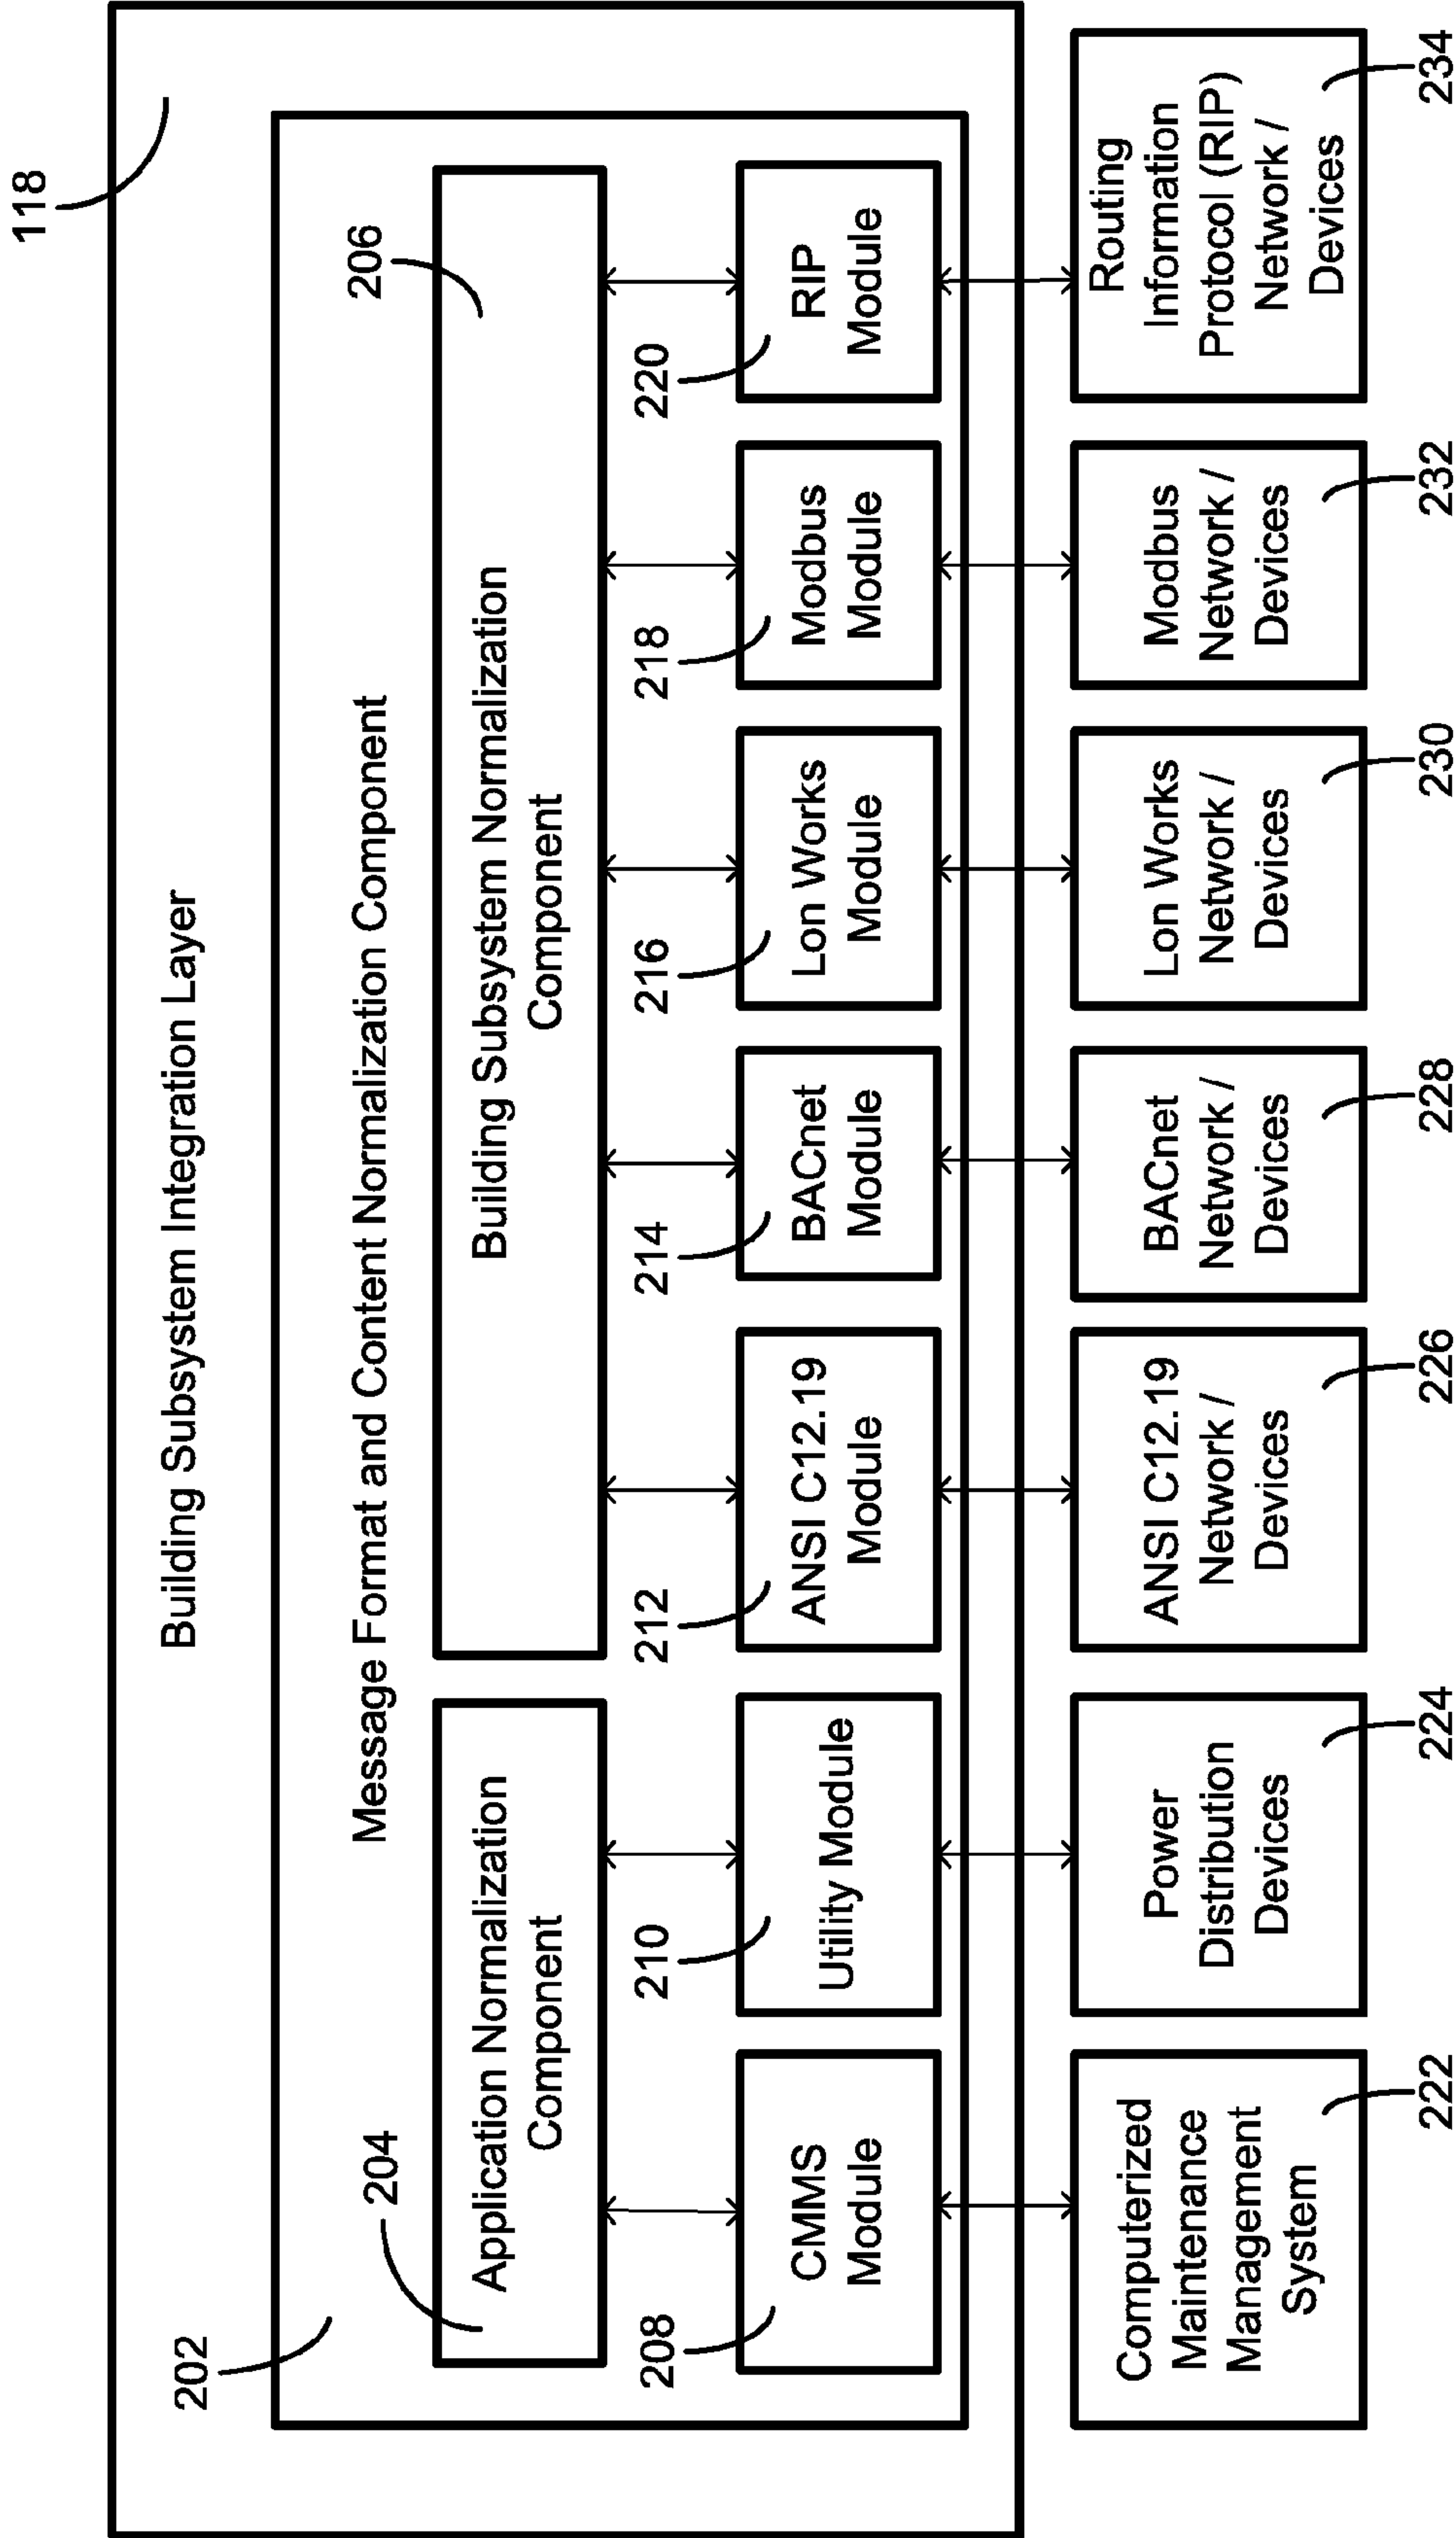 118
Building Subsystem Integration Layer
202
Message Format and Content Normalization Component
204
Application Normalization
Component
206
Building Subsystem Normalization
Component
208
CMMS
Module
210
Utility Module
212
ANSI C12.19
Module
214
BACnet
Module
216
Lon Works
Module
218
Modbus
Module
220
RIP
Module
Computerized
Maintenance
Management
System
222
Power
Distribution
Devices
224
ANSI C12.19
Network /
Devices
226
BACnet
Network /
Devices
228
Lon Works
Network /
Devices
230
Modbus
Network /
Devices
232
Routing
Information
Protocol (RIP)
Network /
Devices
234